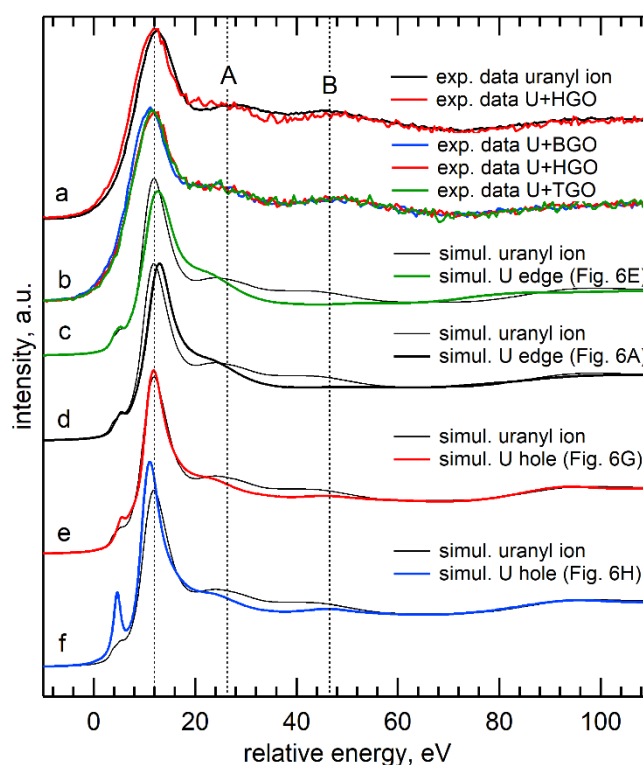 A
B
exp. data uranyl ion
exp. data U+HGO
exp. data U+BGO
exp. data U+HGO
exp. data U+TGO
a
b
simul. uranyl ion
simul. U edge (Fig. 6E)
c
simul. uranyl ion
simul. U edge (Fig. 6A)
d
simul. uranyl ion
simul. U hole (Fig. 6G)
e
simul. uranyl ion
simul. U hole (Fig. 6H)
f
intensity, a.u.
0 20 40 60 80 100
relative energy, eV